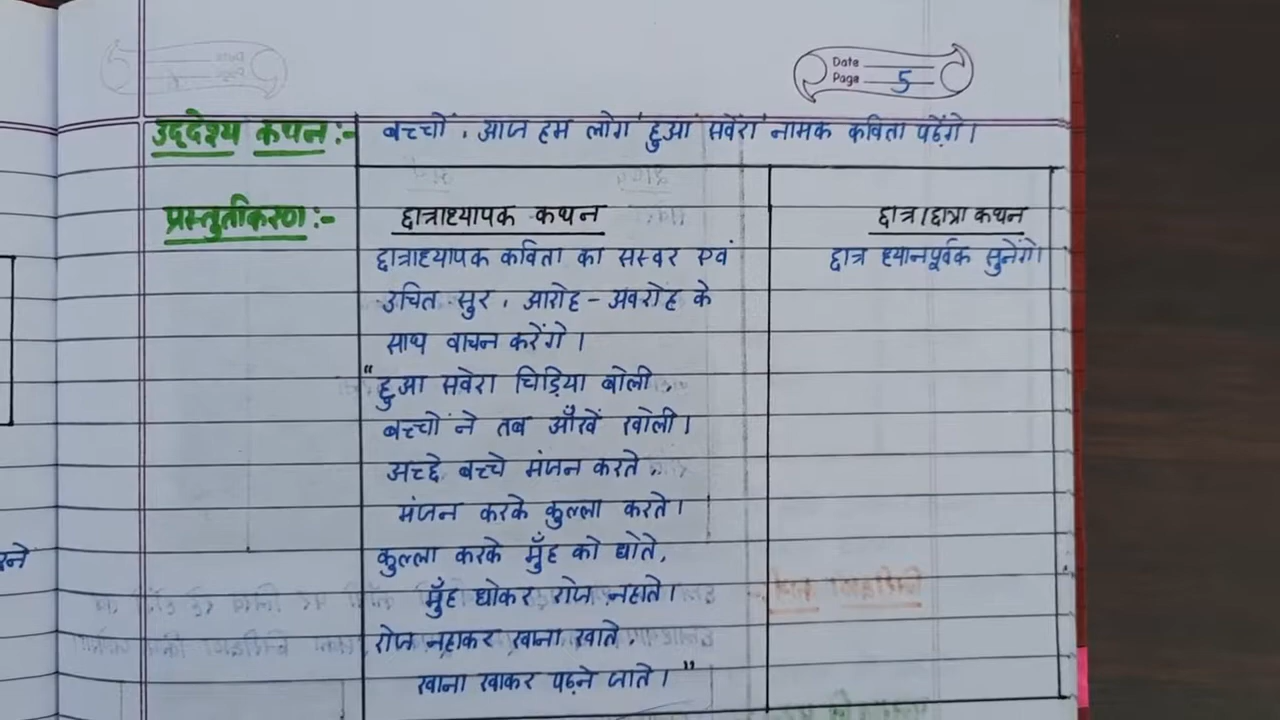 Date
Page 5
उद्देश्य कथन :- बच्चों, आज हम लोग 'हुआ सवेरा' नामक कविता पढ़ेंगे।
प्रस्तुतीकरण :- छात्राध्यापक कथन छात्र/छात्रा कथन
छात्राध्यापक कविता का सस्वर एवं छात्र ध्यानपूर्वक सुनेंगे।
उचित सुर, आरोह - अवरोह के
साथ वाचन करेंगे।
"हुआ सवेरा चिड़िया बोली,
बच्चों ने तब आँखें खोली।
अच्छे बच्चे मंजन करते,
मंजन करके कुल्ला करते।
कुल्ला करके मुँह को धोते,
मुँह धोकर रोज नहाते।
रोज नहाकर खाना खाते,
खाना खाकर पढ़ने जाते।"
रने